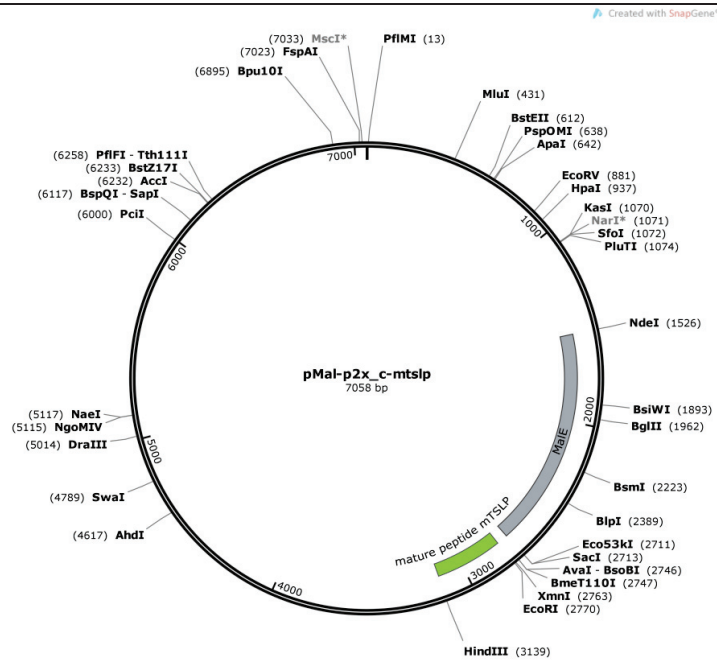 Created with SnapGene®
(7033) MscI*
(7023) FspAI
(6895) Bpu10I
PflMI (13)
MluI (431)
BstEII (612)
PspOMI (638)
ApaI (642)
EcoRV (881)
HpaI (937)
KasI (1070)
NarI* (1071)
SfoI (1072)
PluTI (1074)
NdeI (1526)
BsiWI (1893)
BglII (1962)
BsmI (2223)
BlpI (2389)
Eco53kI (2711)
SacI (2713)
AvaI - BsoBI (2746)
BmeT110I (2747)
XmnI (2763)
EcoRI (2770)
HindIII (3139)
(6258) PflFI - Tth111I
(6233) BstZ17I
(6232) AccI
(6117) BspQI - SapI
(6000) PciI
(5117) NaeI
(5115) NgoMIV
(5014) DraIII
(4789) SwaI
(4617) AhdI
7000
1000
2000
3000
4000
5000
6000
pMal-p2x_c-mtslp
7058 bp
MalE
mature peptide mTSLP